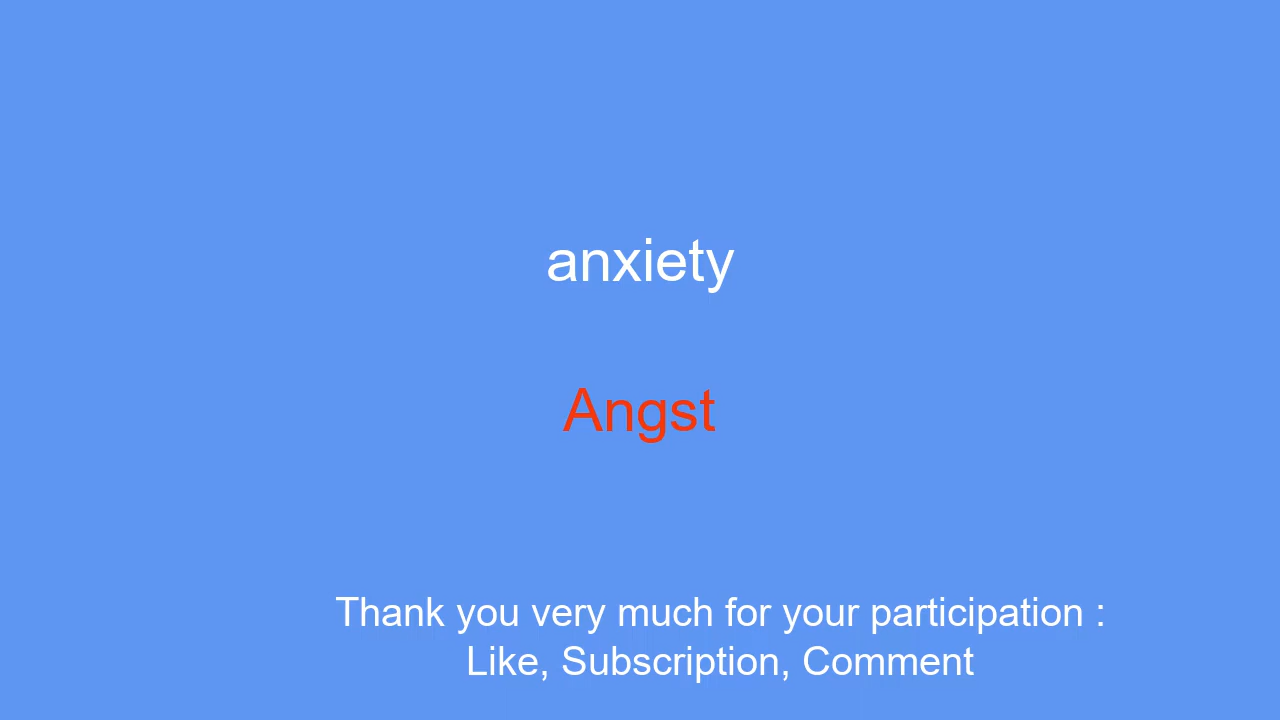 anxiety
Angst
Thank you very much for your participation :
Like, Subscription, Comment